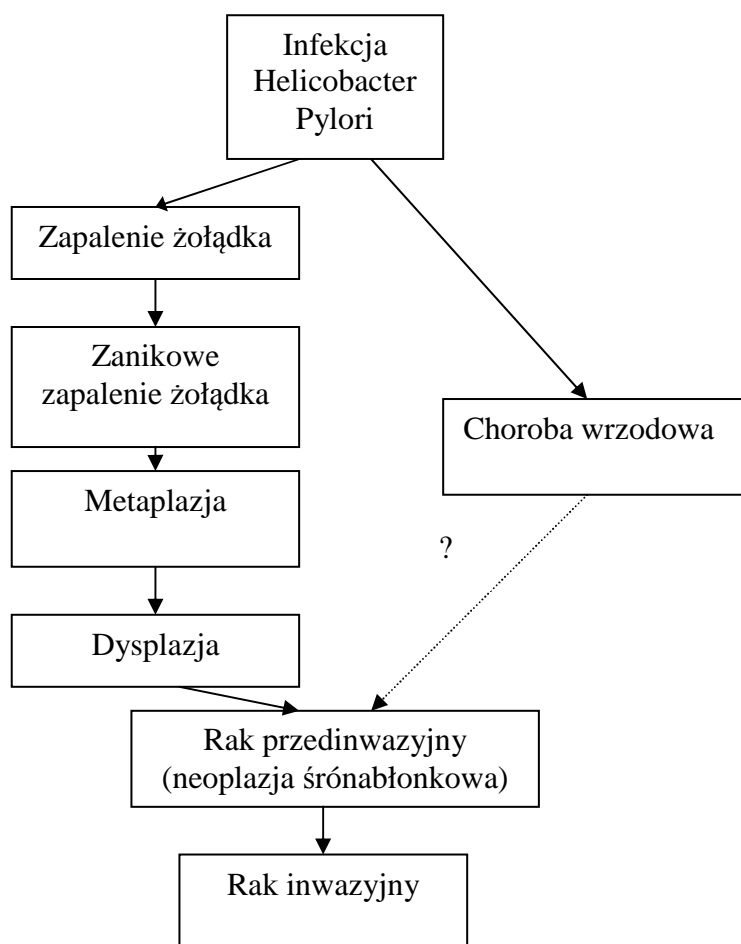 Infekcja
Helicobacter
Pylori
Zapalenie żołądka
Zanikowe
zapalenie żołądka
Choroba wrzodowa
Metaplazja
?
Dysplazja
Rak przedinwazyjny
(neoplazja śrónabłonkowa)
Rak inwazyjny